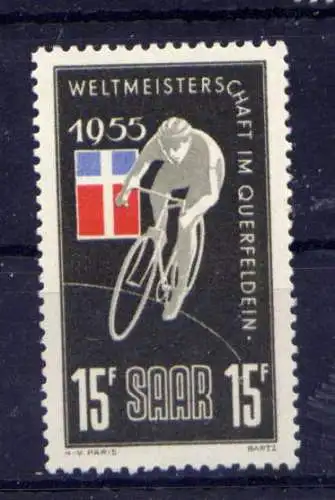 WELTMEISTERSCHAFT IM QUERFELDEIN.
1955
15F SAAR 15F
H-V. PARIS BARTZ